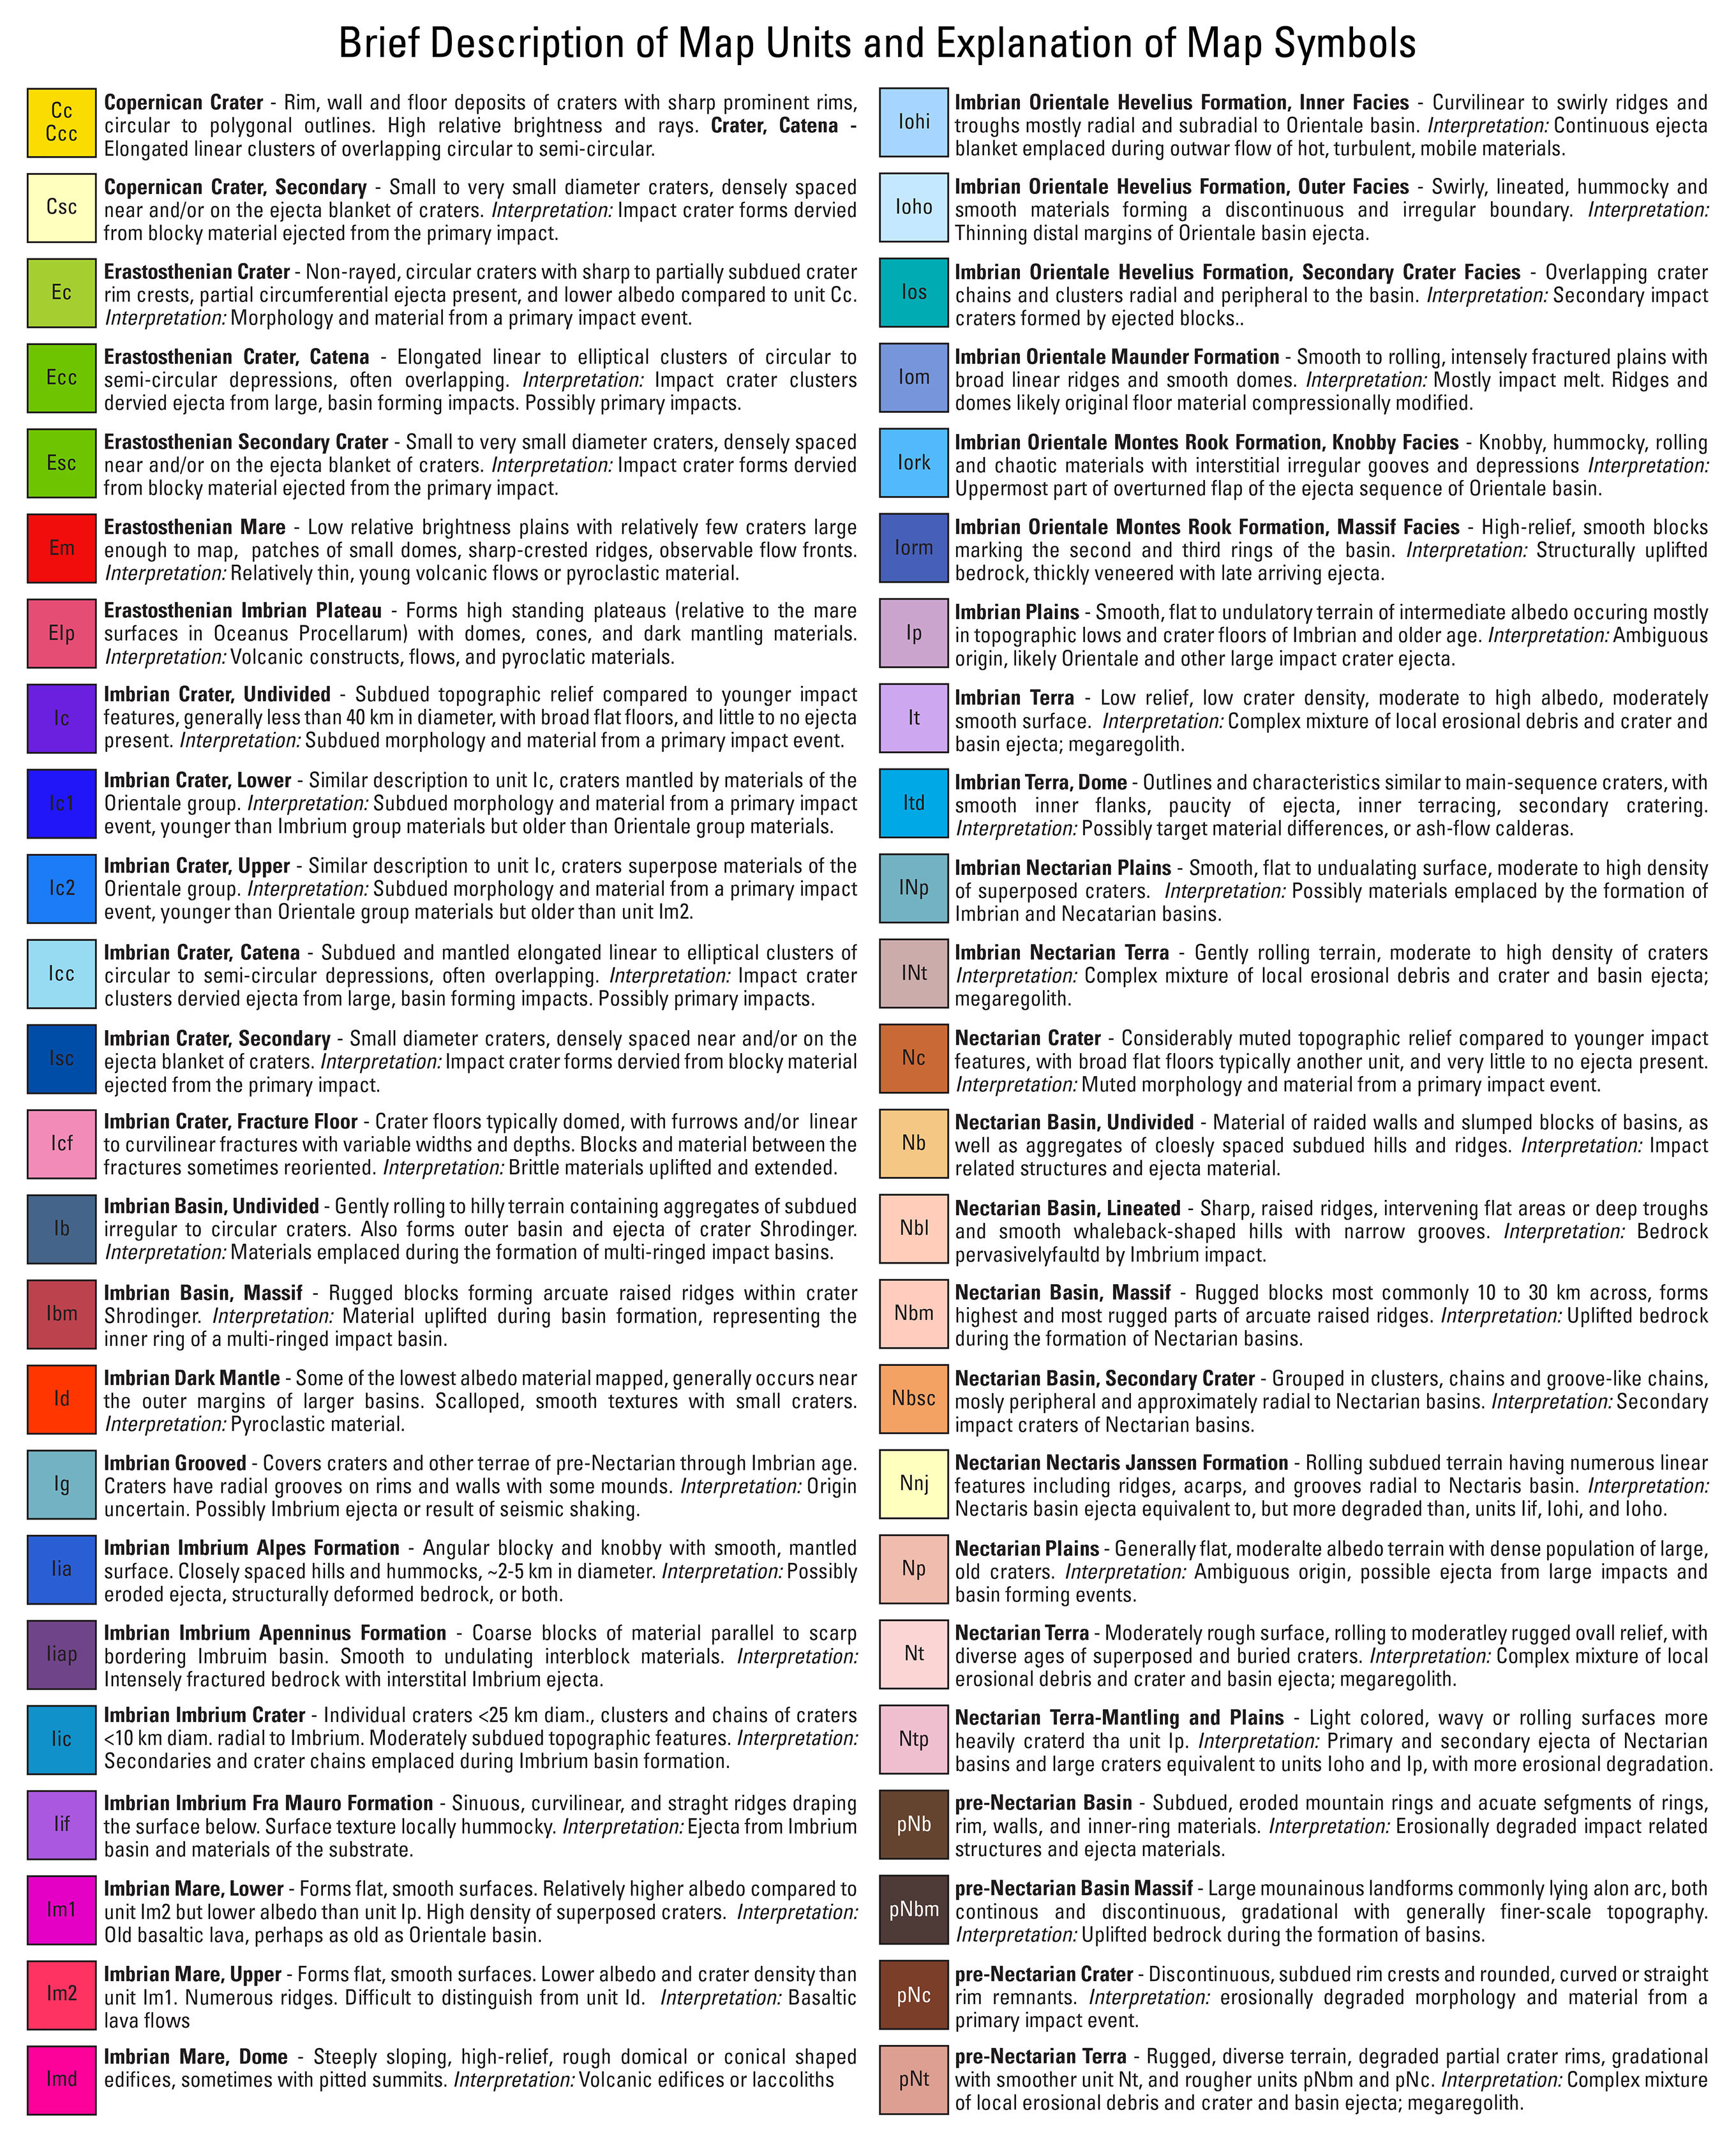 Brief Description of Map Units and Explanation of Map Symbols
Cc
Ccc
Copernican Crater - Rim, wall and floor deposits of craters with sharp prominent rims,
circular to polygonal outlines. High relative brightness and rays. Crater, Catena -
Elongated linear clusters of overlapping circular to semi-circular.
Csc
Copernican Crater, Secondary - Small to very small diameter craters, densely spaced
near and/or on the ejecta blanket of craters. Interpretation: Impact crater forms dervied
from blocky material ejected from the primary impact.
Ec
Erastosthenian Crater - Non-rayed, circular craters with sharp to partially subdued crater
rim crests, partial circumferential ejecta present, and lower albedo compared to unit Cc.
Interpretation: Morphology and material from a primary impact event.
Ecc
Erastosthenian Crater, Catena - Elongated linear to elliptical clusters of circular to
semi-circular depressions, often overlapping. Interpretation: Impact crater clusters
dervied ejecta from large, basin forming impacts. Possibly primary impacts.
Esc
Erastosthenian Secondary Crater - Small to very small diameter craters, densely spaced
near and/or on the ejecta blanket of craters. Interpretation: Impact crater forms dervied
from blocky material ejected from the primary impact.
Em
Erastosthenian Mare - Low relative brightness plains with relatively few craters large
enough to map, patches of small domes, sharp-crested ridges, observable flow fronts.
Interpretation: Relatively thin, young volcanic flows or pyroclastic material.
EIp
Erastosthenian Imbrian Plateau - Forms high standing plateaus (relative to the mare
surfaces in Oceanus Procellarum) with domes, cones, and dark mantling materials.
Interpretation: Volcanic constructs, flows, and pyroclatic materials.
Ic
Imbrian Crater, Undivided - Subdued topographic relief compared to younger impact
features, generally less than 40 km in diameter, with broad flat floors, and little to no ejecta
present. Interpretation: Subdued morphology and material from a primary impact event.
Ic1
Imbrian Crater, Lower - Similar description to unit Ic, craters mantled by materials of the
Orientale group. Interpretation: Subdued morphology and material from a primary impact
event, younger than Imbrium group materials but older than Orientale group materials.
Ic2
Imbrian Crater, Upper - Similar description to unit Ic, craters superpose materials of the
Orientale group. Interpretation: Subdued morphology and material from a primary impact
event, younger than Orientale group materials but older than unit Im2.
Icc
Imbrian Crater, Catena - Subdued and mantled elongated linear to elliptical clusters of
circular to semi-circular depressions, often overlapping. Interpretation: Impact crater
clusters dervied ejecta from large, basin forming impacts. Possibly primary impacts.
Isc
Imbrian Crater, Secondary - Small diameter craters, densely spaced near and/or on the
ejecta blanket of craters. Interpretation: Impact crater forms dervied from blocky material
ejected from the primary impact.
Icf
Imbrian Crater, Fracture Floor - Crater floors typically domed, with furrows and/or linear
to curvilinear fractures with variable widths and depths. Blocks and material between the
fractures sometimes reoriented. Interpretation: Brittle materials uplifted and extended.
Ib
Imbrian Basin, Undivided - Gently rolling to hilly terrain containing aggregates of subdued
irregular to circular craters. Also forms outer basin and ejecta of crater Shrodinger.
Interpretation: Materials emplaced during the formation of multi-ringed impact basins.
Ibm
Imbrian Basin, Massif - Rugged blocks forming arcuate raised ridges within crater
Shrodinger. Interpretation: Material uplifted during basin formation, representing the
inner ring of a multi-ringed impact basin.
Id
Imbrian Dark Mantle - Some of the lowest albedo material mapped, generally occurs near
the outer margins of larger basins. Scalloped, smooth textures with small craters.
Interpretation: Pyroclastic material.
Ig
Imbrian Grooved - Covers craters and other terrae of pre-Nectarian through Imbrian age.
Craters have radial grooves on rims and walls with some mounds. Interpretation: Origin
uncertain. Possibly Imbrium ejecta or result of seismic shaking.
Iia
Imbrian Imbrium Alpes Formation - Angular blocky and knobby with smooth, mantled
surface. Closely spaced hills and hummocks, ~2-5 km in diameter. Interpretation: Possibly
eroded ejecta, structurally deformed bedrock, or both.
Iiap
Imbrian Imbrium Apenninus Formation - Coarse blocks of material parallel to scarp
bordering Imbruim basin. Smooth to undulating interblock materials. Interpretation:
Intensely fractured bedrock with interstital Imbrium ejecta.
Iic
Imbrian Imbrium Crater - Individual craters <25 km diam., clusters and chains of craters
<10 km diam. radial to Imbrium. Moderately subdued topographic features. Interpretation:
Secondaries and crater chains emplaced during Imbrium basin formation.
Iif
Imbrian Imbrium Fra Mauro Formation - Sinuous, curvilinear, and straght ridges draping
the surface below. Surface texture locally hummocky. Interpretation: Ejecta from Imbrium
basin and materials of the substrate.
Im1
Imbrian Mare, Lower - Forms flat, smooth surfaces. Relatively higher albedo compared to
unit Im2 but lower albedo than unit Ip. High density of superposed craters. Interpretation:
Old basaltic lava, perhaps as old as Orientale basin.
Im2
Imbrian Mare, Upper - Forms flat, smooth surfaces. Lower albedo and crater density than
unit Im1. Numerous ridges. Difficult to distinguish from unit Id. Interpretation: Basaltic
lava flows
Imd
Imbrian Mare, Dome - Steeply sloping, high-relief, rough domical or conical shaped
edifices, sometimes with pitted summits. Interpretation: Volcanic edifices or laccoliths
Iohi
Imbrian Orientale Hevelius Formation, Inner Facies - Curvilinear to swirly ridges and
troughs mostly radial and subradial to Orientale basin. Interpretation: Continuous ejecta
blanket emplaced during outwar flow of hot, turbulent, mobile materials.
Ioho
Imbrian Orientale Hevelius Formation, Outer Facies - Swirly, lineated, hummocky and
smooth materials forming a discontinuous and irregular boundary. Interpretation:
Thinning distal margins of Orientale basin ejecta.
Ios
Imbrian Orientale Hevelius Formation, Secondary Crater Facies - Overlapping crater
chains and clusters radial and peripheral to the basin. Interpretation: Secondary impact
craters formed by ejected blocks..
Iom
Imbrian Orientale Maunder Formation - Smooth to rolling, intensely fractured plains with
broad linear ridges and smooth domes. Interpretation: Mostly impact melt. Ridges and
domes likely original floor material compressionally modified.
Iork
Imbrian Orientale Montes Rook Formation, Knobby Facies - Knobby, hummocky, rolling
and chaotic materials with interstitial irregular gooves and depressions Interpretation:
Uppermost part of overturned flap of the ejecta sequence of Orientale basin.
Iorm
Imbrian Orientale Montes Rook Formation, Massif Facies - High-relief, smooth blocks
marking the second and third rings of the basin. Interpretation: Structurally uplifted
bedrock, thickly veneered with late arriving ejecta.
Ip
Imbrian Plains - Smooth, flat to undulatory terrain of intermediate albedo occuring mostly
in topographic lows and crater floors of Imbrian and older age. Interpretation: Ambiguous
origin, likely Orientale and other large impact crater ejecta.
It
Imbrian Terra - Low relief, low crater density, moderate to high albedo, moderately
smooth surface. Interpretation: Complex mixture of local erosional debris and crater and
basin ejecta; megaregolith.
Itd
Imbrian Terra, Dome - Outlines and characteristics similar to main-sequence craters, with
smooth inner flanks, paucity of ejecta, inner terracing, secondary cratering.
Interpretation: Possibly target material differences, or ash-flow calderas.
INp
Imbrian Nectarian Plains - Smooth, flat to undualating surface, moderate to high density
of superposed craters. Interpretation: Possibly materials emplaced by the formation of
Imbrian and Necatarian basins.
INt
Imbrian Nectarian Terra - Gently rolling terrain, moderate to high density of craters
Interpretation: Complex mixture of local erosional debris and crater and basin ejecta;
megaregolith.
Nc
Nectarian Crater - Considerably muted topographic relief compared to younger impact
features, with broad flat floors typically another unit, and very little to no ejecta present.
Interpretation: Muted morphology and material from a primary impact event.
Nb
Nectarian Basin, Undivided - Material of raided walls and slumped blocks of basins, as
well as aggregates of cloesly spaced subdued hills and ridges. Interpretation: Impact
related structures and ejecta material.
Nbl
Nectarian Basin, Lineated - Sharp, raised ridges, intervening flat areas or deep troughs
and smooth whaleback-shaped hills with narrow grooves. Interpretation: Bedrock
pervasivelyfaultd by Imbrium impact.
Nbm
Nectarian Basin, Massif - Rugged blocks most commonly 10 to 30 km across, forms
highest and most rugged parts of arcuate raised ridges. Interpretation: Uplifted bedrock
during the formation of Nectarian basins.
Nbsc
Nectarian Basin, Secondary Crater - Grouped in clusters, chains and groove-like chains,
mosly peripheral and approximately radial to Nectarian basins. Interpretation: Secondary
impact craters of Nectarian basins.
Nnj
Nectarian Nectaris Janssen Formation - Rolling subdued terrain having numerous linear
features including ridges, acarps, and grooves radial to Nectaris basin. Interpretation:
Nectaris basin ejecta equivalent to, but more degraded than, units Iif, Iohi, and Ioho.
Np
Nectarian Plains - Generally flat, moderalte albedo terrain with dense population of large,
old craters. Interpretation: Ambiguous origin, possible ejecta from large impacts and
basin forming events.
Nt
Nectarian Terra - Moderately rough surface, rolling to moderatley rugged ovall relief, with
diverse ages of superposed and buried craters. Interpretation: Complex mixture of local
erosional debris and crater and basin ejecta; megaregolith.
Ntp
Nectarian Terra-Mantling and Plains - Light colored, wavy or rolling surfaces more
heavily craterd tha unit Ip. Interpretation: Primary and secondary ejecta of Nectarian
basins and large craters equivalent to units Ioho and Ip, with more erosional degradation.
pNb
pre-Nectarian Basin - Subdued, eroded mountain rings and acuate sefgments of rings,
rim, walls, and inner-ring materials. Interpretation: Erosionally degraded impact related
structures and ejecta materials.
pNbm
pre-Nectarian Basin Massif - Large mounainous landforms commonly lying alon arc, both
continous and discontinuous, gradational with generally finer-scale topography.
Interpretation: Uplifted bedrock during the formation of basins.
pNc
pre-Nectarian Crater - Discontinuous, subdued rim crests and rounded, curved or straight
rim remnants. Interpretation: erosionally degraded morphology and material from a
primary impact event.
pNt
pre-Nectarian Terra - Rugged, diverse terrain, degraded partial crater rims, gradational
with smoother unit Nt, and rougher units pNbm and pNc. Interpretation: Complex mixture
of local erosional debris and crater and basin ejecta; megaregolith.